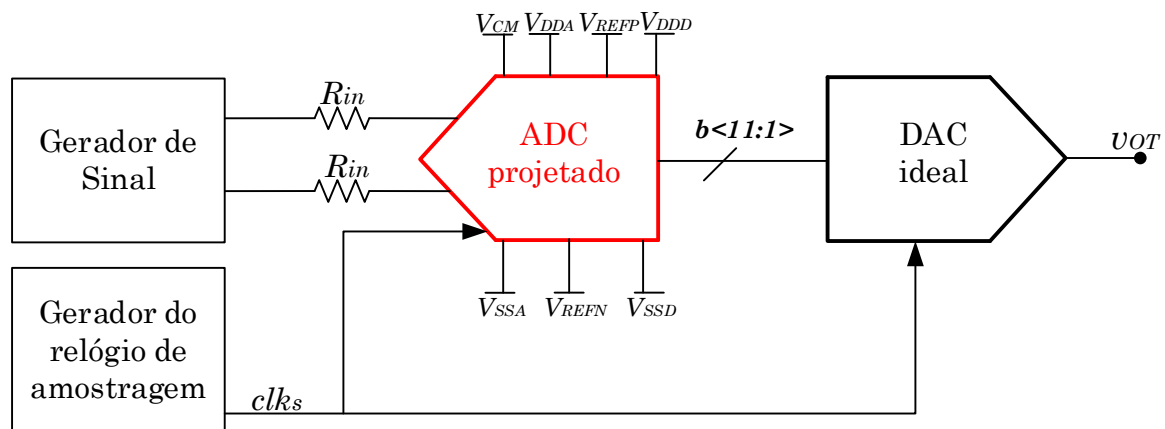 VCM VDDA VREFP VDDD
Gerador de
Sinal
Rin
Rin
ADC
projetado
b<11:1>
DAC
ideal
vOT
VSSA VREFN VSSD
Gerador do
relógio de
amostragem
clks